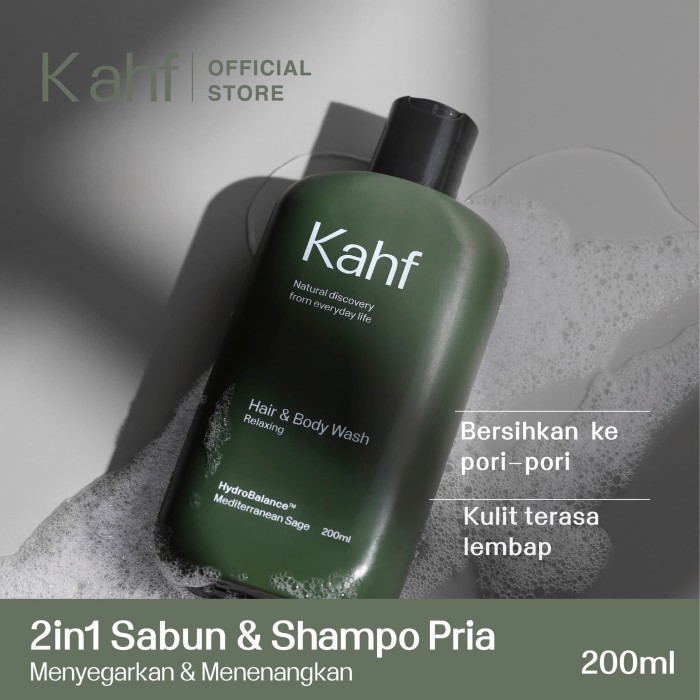 Kahf
OFFICIAL
STORE
Kahf
Natural discovery
from everyday life
Hair & Body Wash
Relaxing
HydroBalance™
Mediterranean Sage 200ml
Bersihkan ke
pori-pori
Kulit terasa
lembap
2in1 Sabun & Shampo Pria
Menyegarkan & Menenangkan
200ml